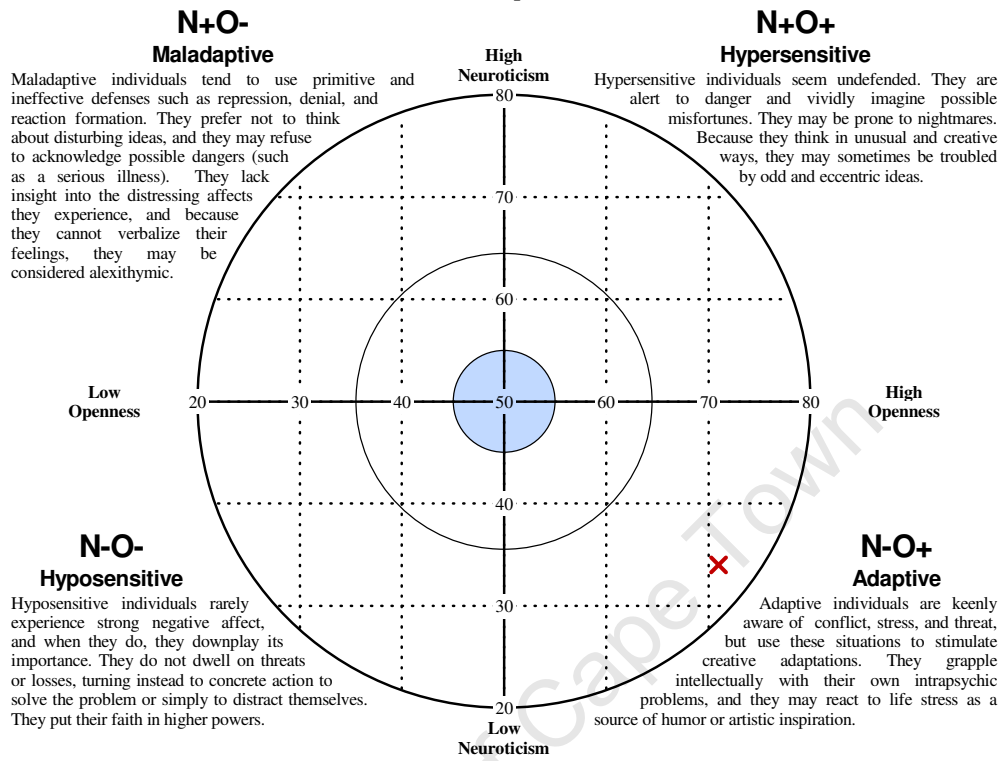 N+O-
Maladaptive
Maladaptive individuals tend to use primitive and
ineffective defenses such as repression, denial, and
reaction formation. They prefer not to think
about disturbing ideas, and they may refuse
to acknowledge possible dangers (such
as a serious illness). They lack
insight into the distressing affects
they experience, and because
they cannot verbalize their
feelings, they may be
considered alexithymic.
High
Neuroticism
N+O+
Hypersensitive
Hypersensitive individuals seem undefended. They are
alert to danger and vividly imagine possible
misfortunes. They may be prone to nightmares.
Because they think in unusual and creative
ways, they may sometimes be troubled
by odd and eccentric ideas.
80
70
60
Low
Openness
20 30 40 50 60 70 80
High
Openness
40
30
20
N-O-
Hyposensitive
Hyposensitive individuals rarely
experience strong negative affect,
and when they do, they downplay its
importance. They do not dwell on threats
or losses, turning instead to concrete action to
solve the problem or simply to distract themselves.
They put their faith in higher powers.
Low
Neuroticism
N-O+
Adaptive
Adaptive individuals are keenly
aware of conflict, stress, and threat,
but use these situations to stimulate
creative adaptations. They grapple
intellectually with their own intrapsychic
problems, and they may react to life stress as a
source of humor or artistic inspiration.
Cape Town